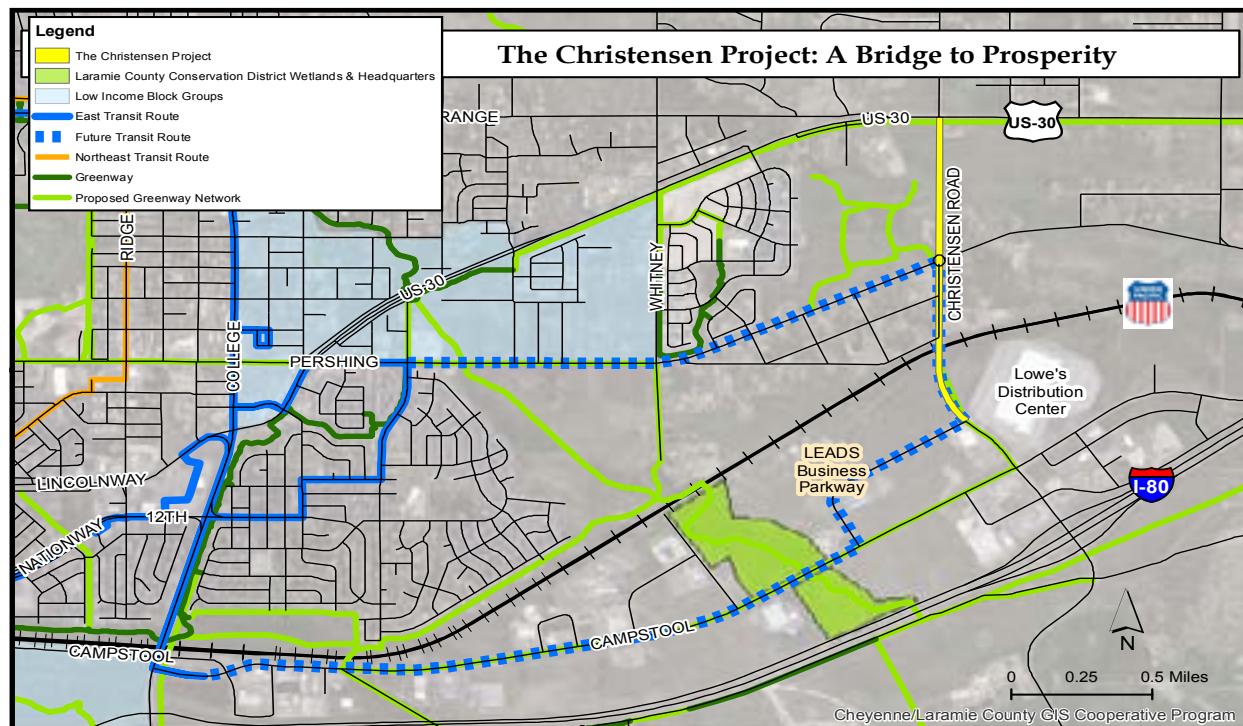 Legend
The Christensen Project
Laramie County Conservation District Wetlands & Headquarters
Low Income Block Groups
East Transit Route
Future Transit Route
Northeast Transit Route
Greenway
Proposed Greenway Network
The Christensen Project: A Bridge to Prosperity
RANGE
US-30
US-30
RIDGE
WHITNEY
CHRISTENSEN ROAD
US-30
UNION
PACIFIC
COLLEGE
PERSHING
Lowe's
Distribution
Center
LEADS
Business
Parkway
LINCOLNWAY
I-80
12TH
NATIONWAY
CAMPSTOOL
CAMPSTOOL
N
0 0.25 0.5 Miles
Cheyenne/Laramie County GIS Cooperative Program